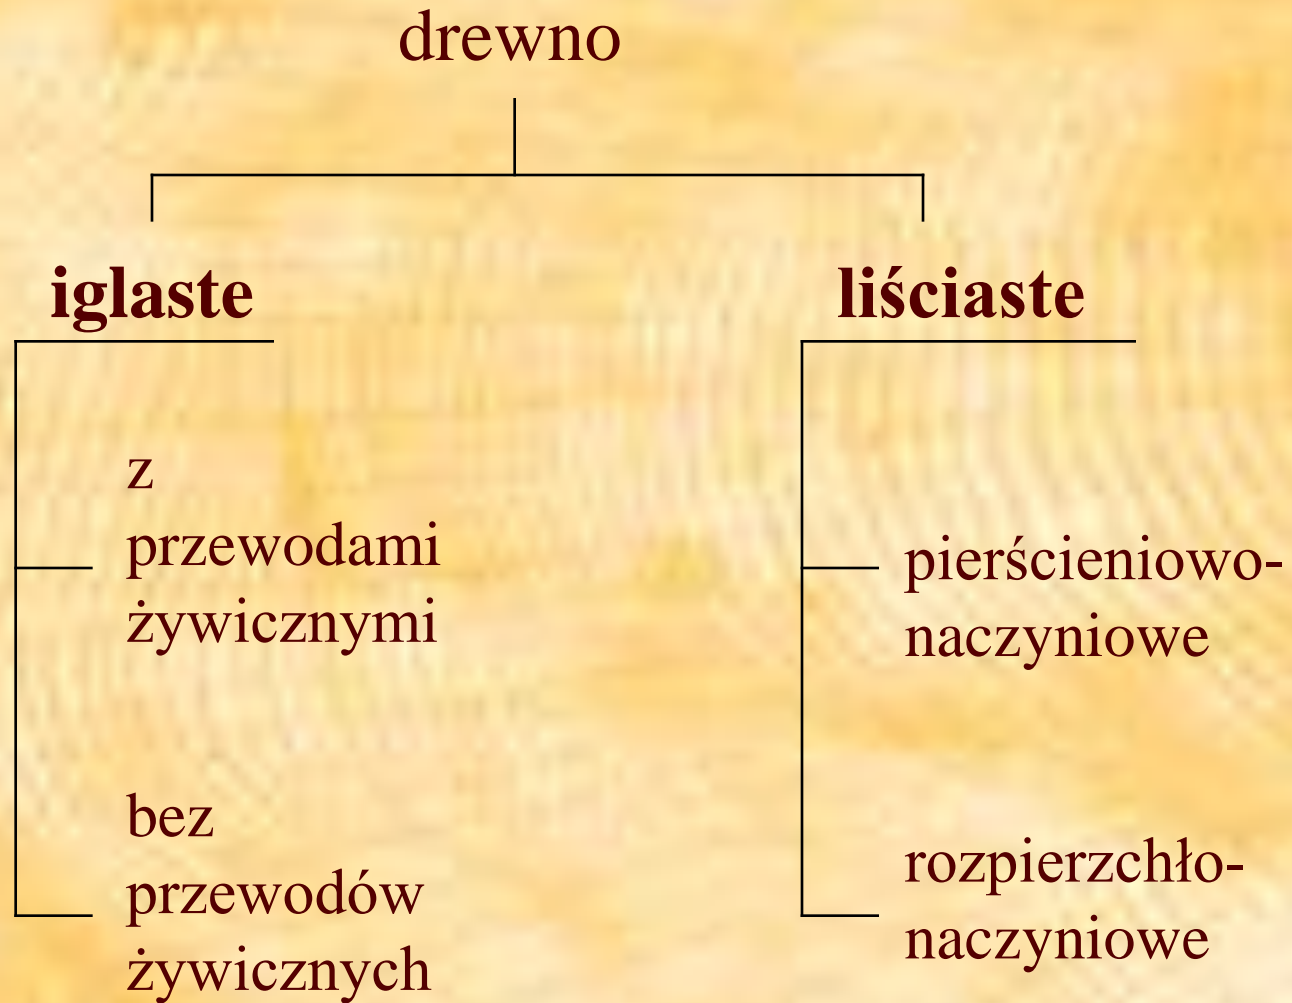 drewno
iglaste
z
przewodami
żywicznymi
bez
przewodów
żywicznych
liściaste
pierścieniowo-
naczyniowe
rozpierzchło-
naczyniowe